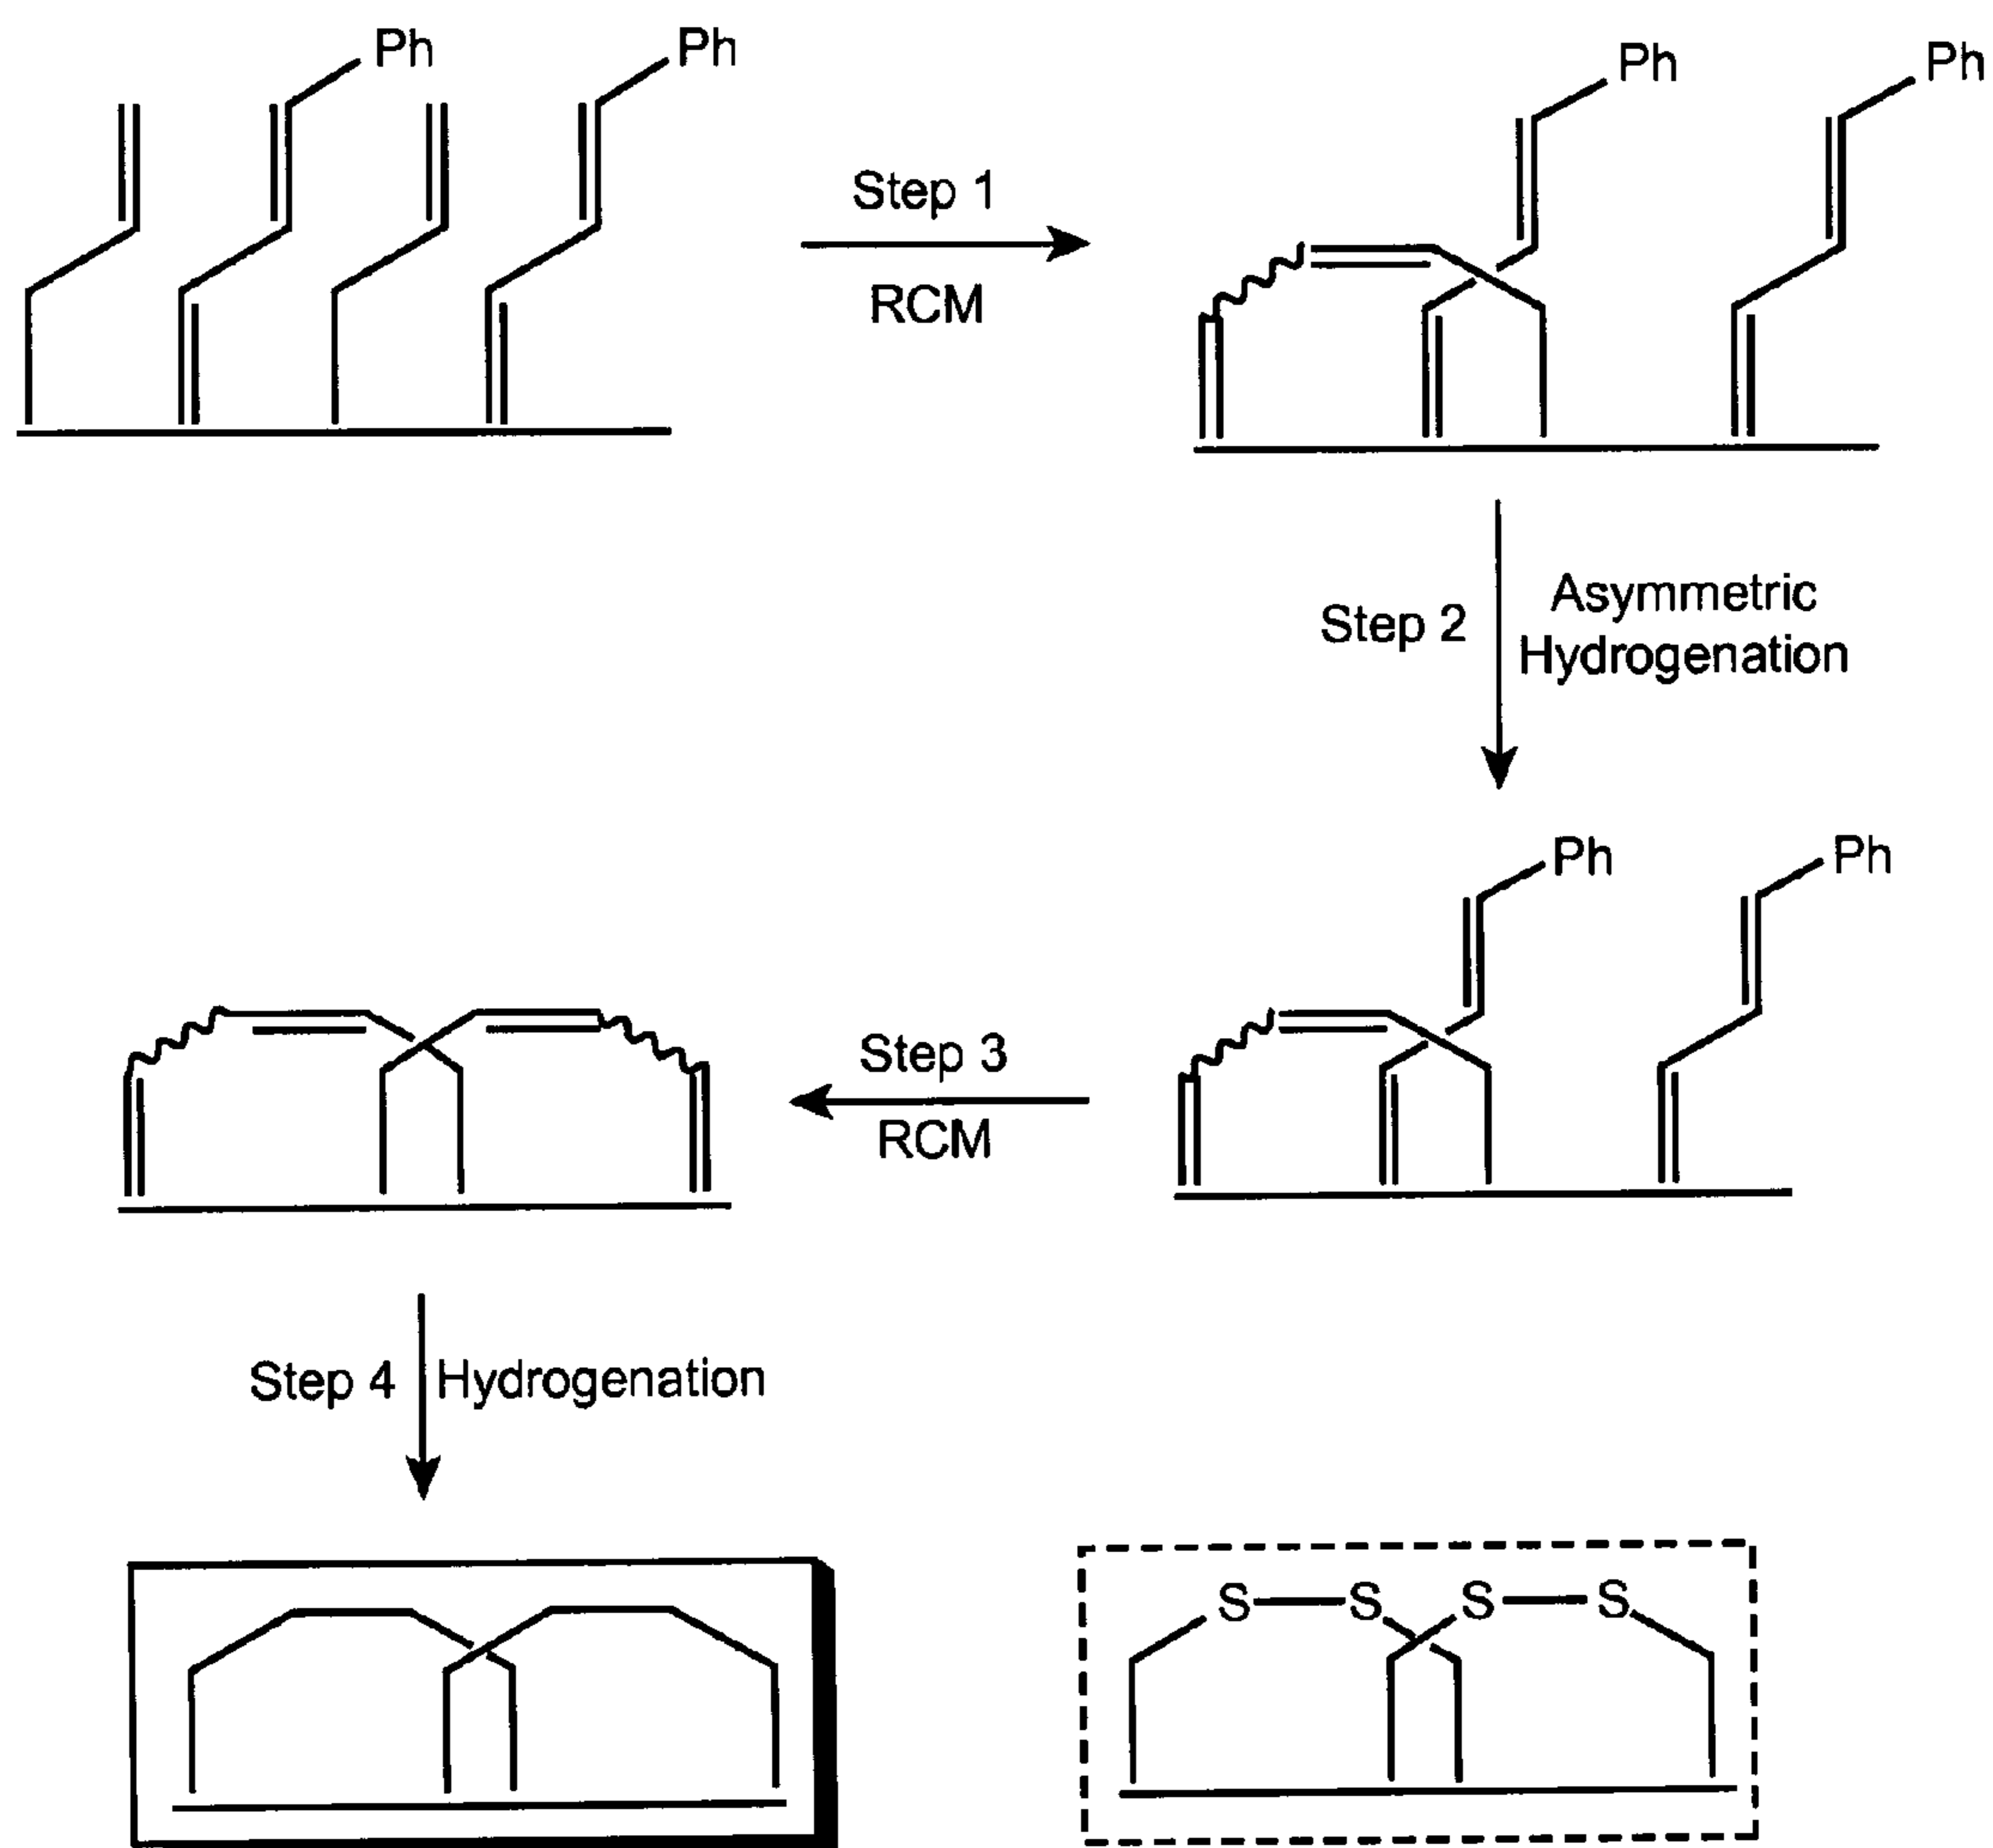 Ph
Ph
Ph
Ph
Step 1
RCM
Step 2
Asymmetric
Hydrogenation
Ph
Ph
Step 3
RCM
Step 4
Hydrogenation
S S S S